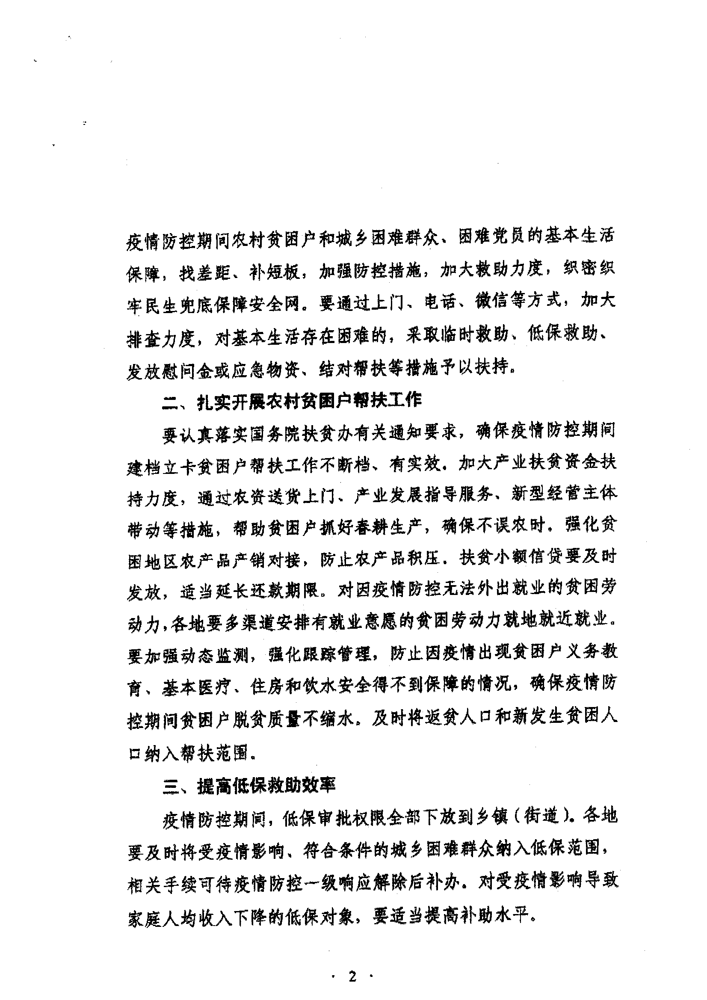 疫情防控期间农村贫困户和城乡困难群众、困难党员的基本生活
保障，找差距、补短板，加强防控措施，加大救助力度，织密织
牢民生兜底保障安全网。要通过上门、电话、微信等方式，加大
排查力度，对基本生活存在困难的，采取临时救助、低保救助、
发放慰问金或应急物资、结对帮扶等措施予以扶持。
二、扎实开展农村贫困户帮扶工作
要认真落实国务院扶贫办有关通知要求，确保疫情防控期间
建档立卡贫困户帮扶工作不断档、有实效。加大产业扶贫资金扶
持力度，通过农资送货上门、产业发展指导服务、新型经营主体
带动等措施，帮助贫困户抓好春耕生产，确保不误农时。强化贫
困地区农产品产销对接，防止农产品积压。扶贫小额信贷要及时
发放，适当延长还款期限。对因疫情防控无法外出就业的贫困劳
动力，各地要多渠道安排有就业意愿的贫困劳动力就地就近就业。
要加强动态监测，强化跟踪管理，防止因疫情出现贫困户义务教
育、基本医疗、住房和饮水安全得不到保障的情况，确保疫情防
控期间贫困户脱贫质量不缩水。及时将返贫人口和新发生贫困人
口纳入帮扶范围。
三、提高低保救助效率
疫情防控期间，低保审批权限全部下放到乡镇（街道）。各地
要及时将受疫情影响、符合条件的城乡困难群众纳入低保范围，
相关手续可待疫情防控一级响应解除后补办。对受疫情影响导致
家庭人均收入下降的低保对象，要适当提高补助水平。
· 2 ·